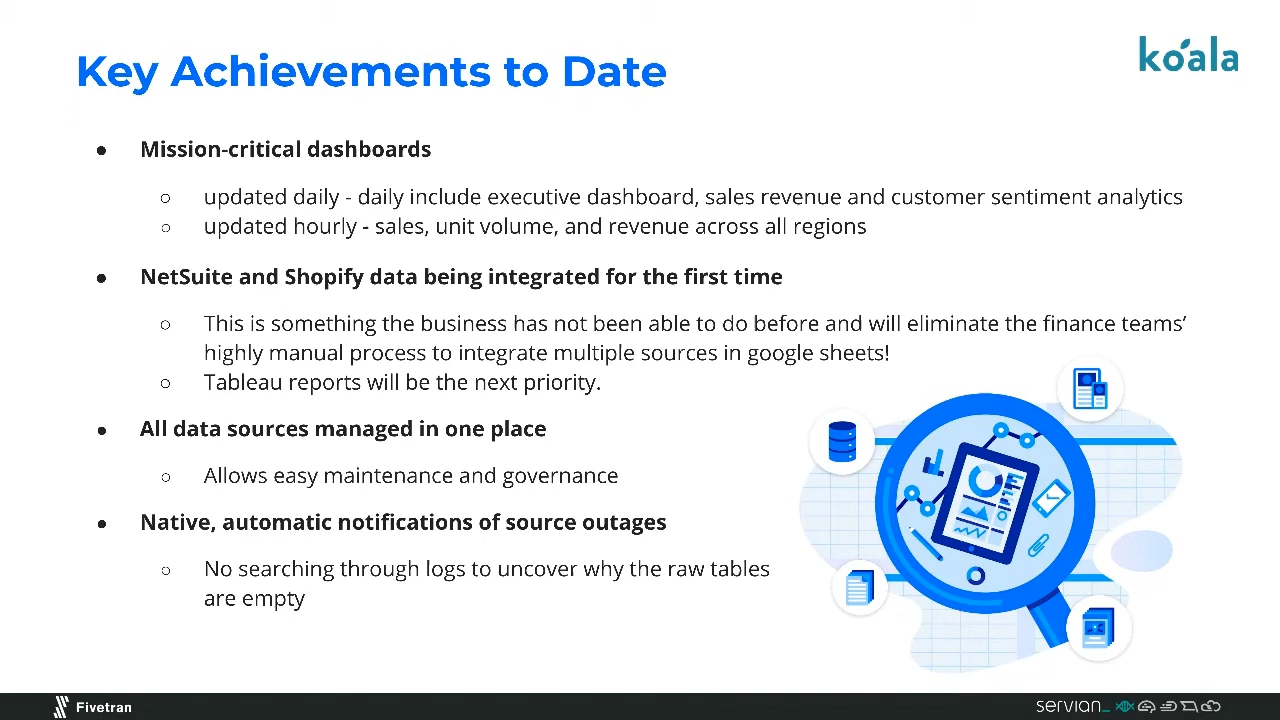 Key Achievements to Date
koala
● Mission-critical dashboards
○ updated daily - daily include executive dashboard, sales revenue and customer sentiment analytics
○ updated hourly - sales, unit volume, and revenue across all regions
● NetSuite and Shopify data being integrated for the first time
○ This is something the business has not been able to do before and will eliminate the finance teams’
highly manual process to integrate multiple sources in google sheets!
○ Tableau reports will be the next priority.
● All data sources managed in one place
○ Allows easy maintenance and governance
● Native, automatic notifications of source outages
○ No searching through logs to uncover why the raw tables
are empty
Fivetran
servian_